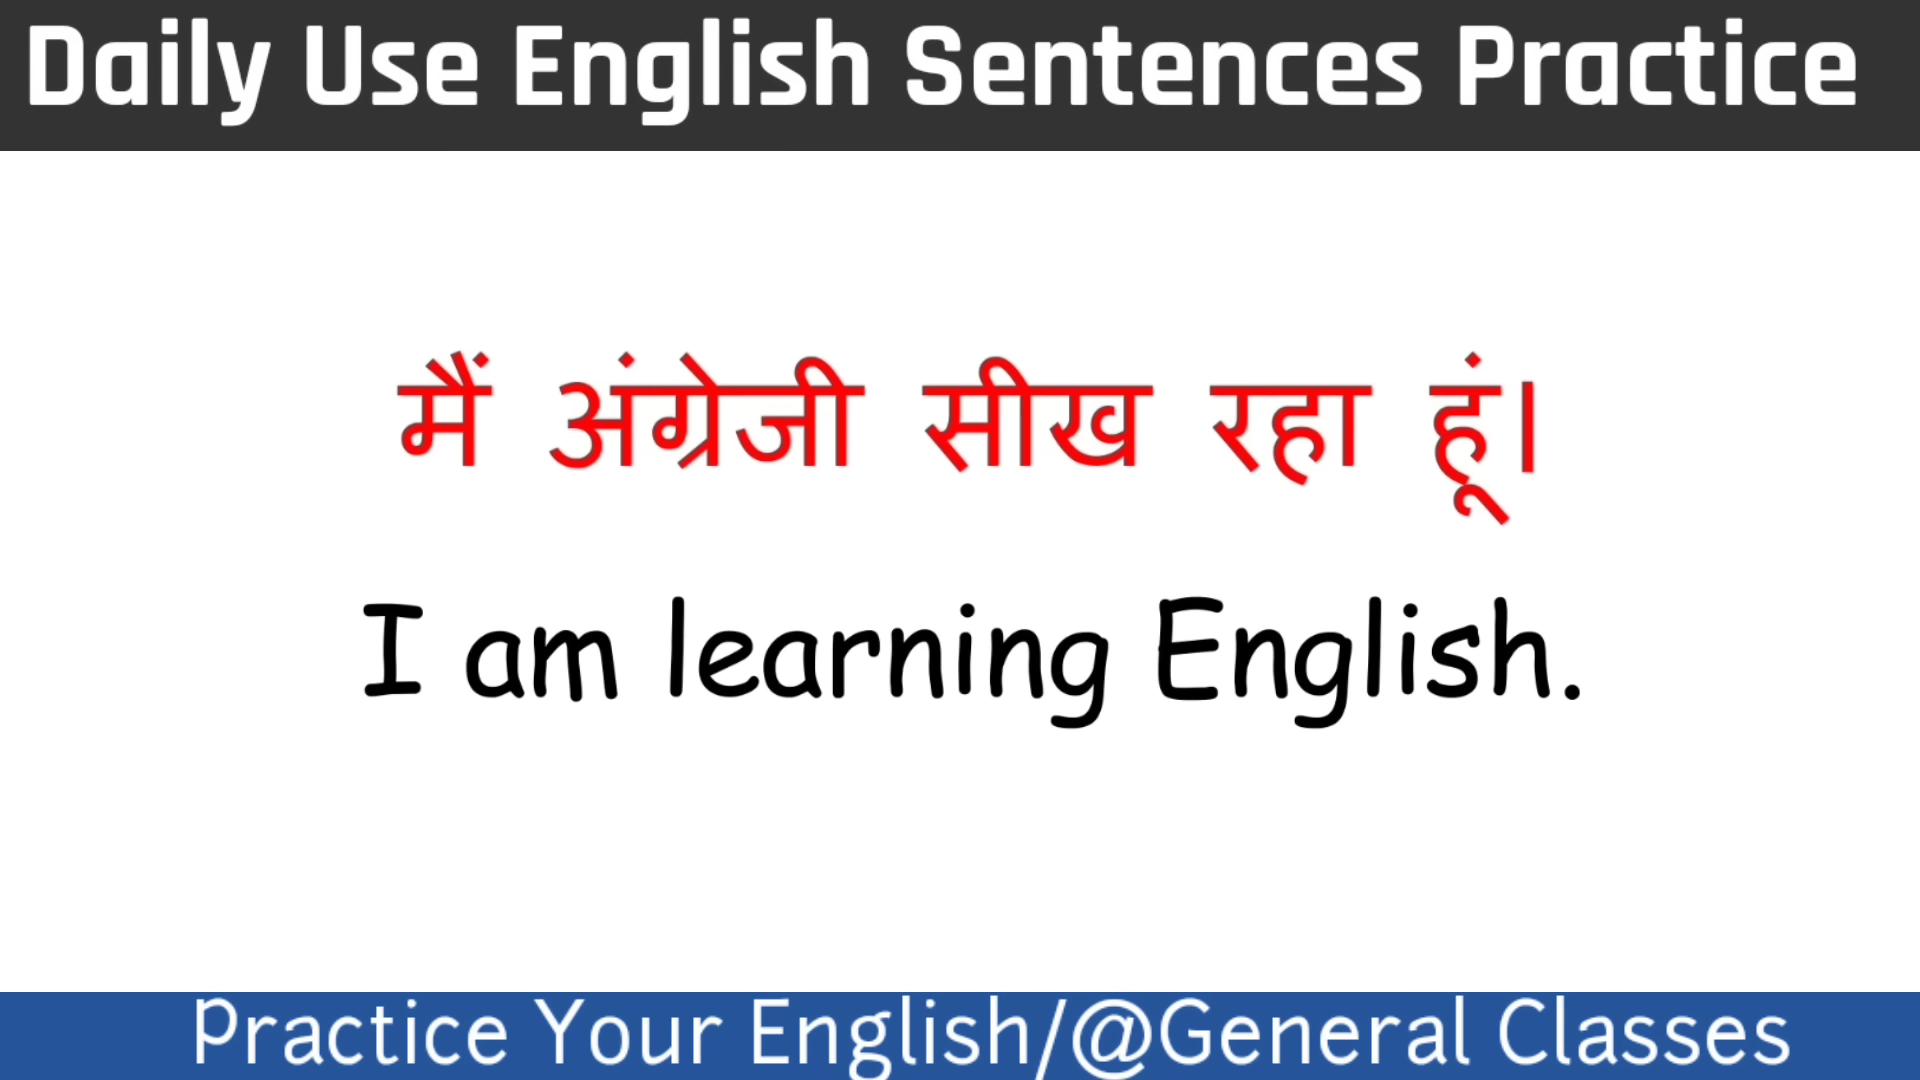 Daily Use English Sentences Practice
मैं अंग्रेजी सीख रहा हूं।
I am learning English.
Practice Your English/@General Classes